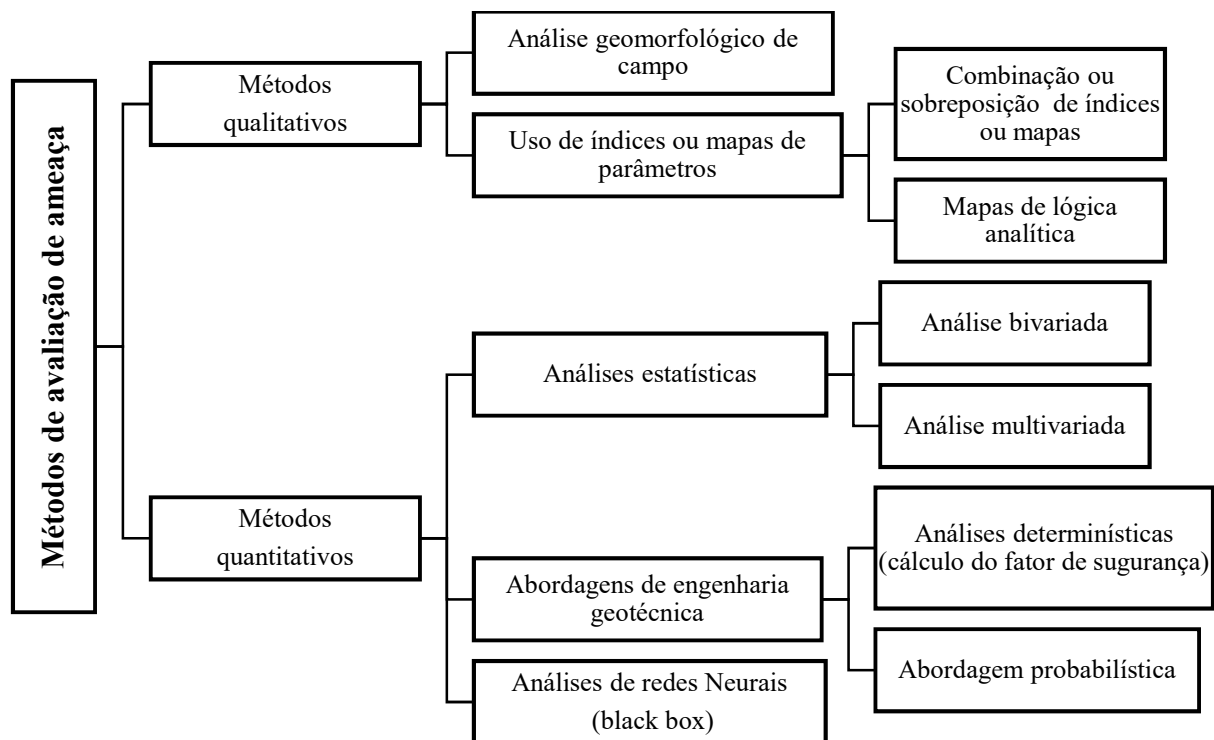 Métodos de avaliação de ameaça
Métodos
qualitativos
Análise geomorfológico de
campo
Uso de índices ou mapas de
parâmetros
Combinação ou
sobreposição de índices
ou mapas
Mapas de lógica
analítica
Métodos
quantitativos
Análises estatísticas
Análise bivariada
Análise multivariada
Abordagens de engenharia
geotécnica
Análises determinísticas
(cálculo do fator de sugurança)
Abordagem probabilística
Análises de redes Neurais
(black box)